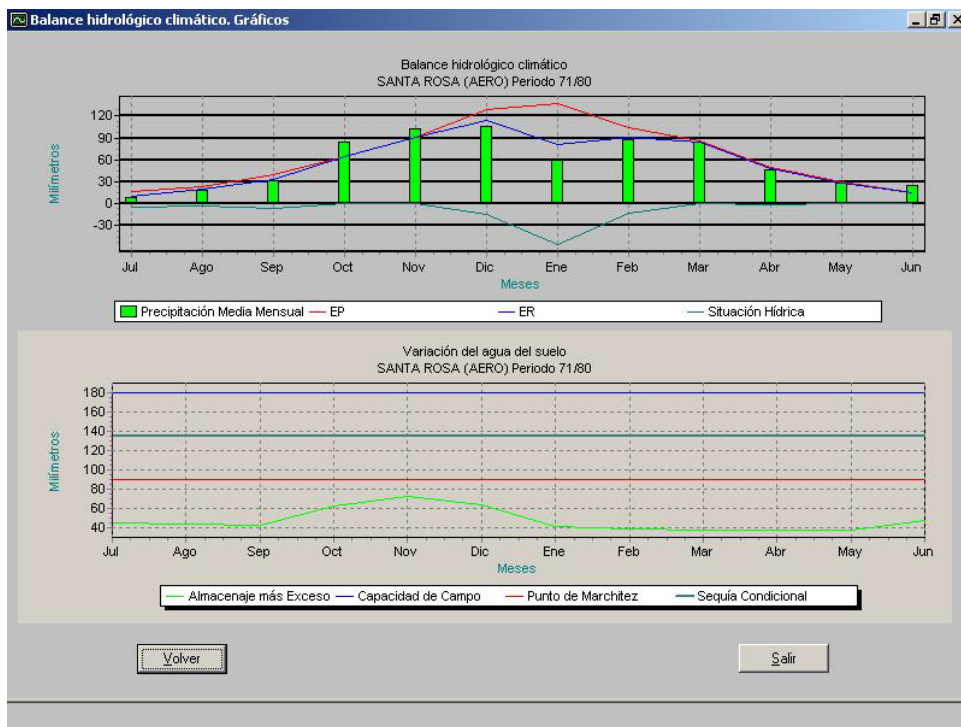 Balance hidrológico climático. Gráficos
Balance hidrológico climático
SANTA ROSA (AERO) Periodo 71/80
Milímetros
120
90
60
30
0
-30
Jul Ago Sep Oct Nov Dic Ene Feb Mar Abr May Jun
Meses
Precipitación Media Mensual EP ER Situación Hídrica
Variación del agua del suelo
SANTA ROSA (AERO) Periodo 71/80
Milímetros
180
160
140
120
100
80
60
40
Jul Ago Sep Oct Nov Dic Ene Feb Mar Abr May Jun
Meses
Almacenaje más Exceso Capacidad de Campo Punto de Marchitez Sequía Condicional
Volver Salir